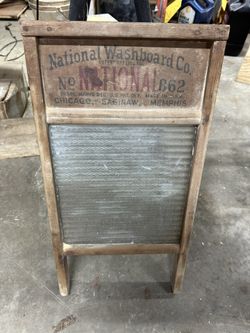 National Washboard Co.
No NATIONAL 862
CHICAGO, - SAGINAW, - MEMPHIS